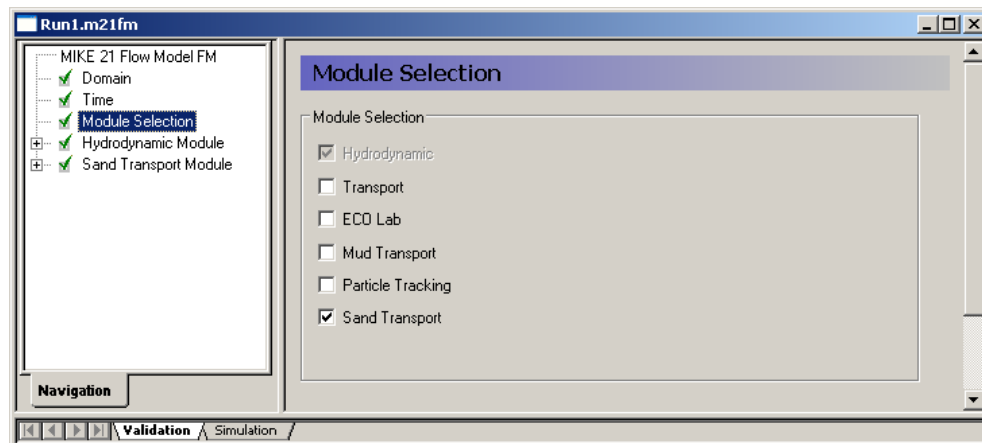 Run1.m21fm
MIKE 21 Flow Model FM
Domain
Time
Module Selection
Hydrodynamic Module
Sand Transport Module
Navigation
Module Selection
Module Selection
Hydrodynamic
Transport
ECO Lab
Mud Transport
Particle Tracking
Sand Transport
Validation Simulation